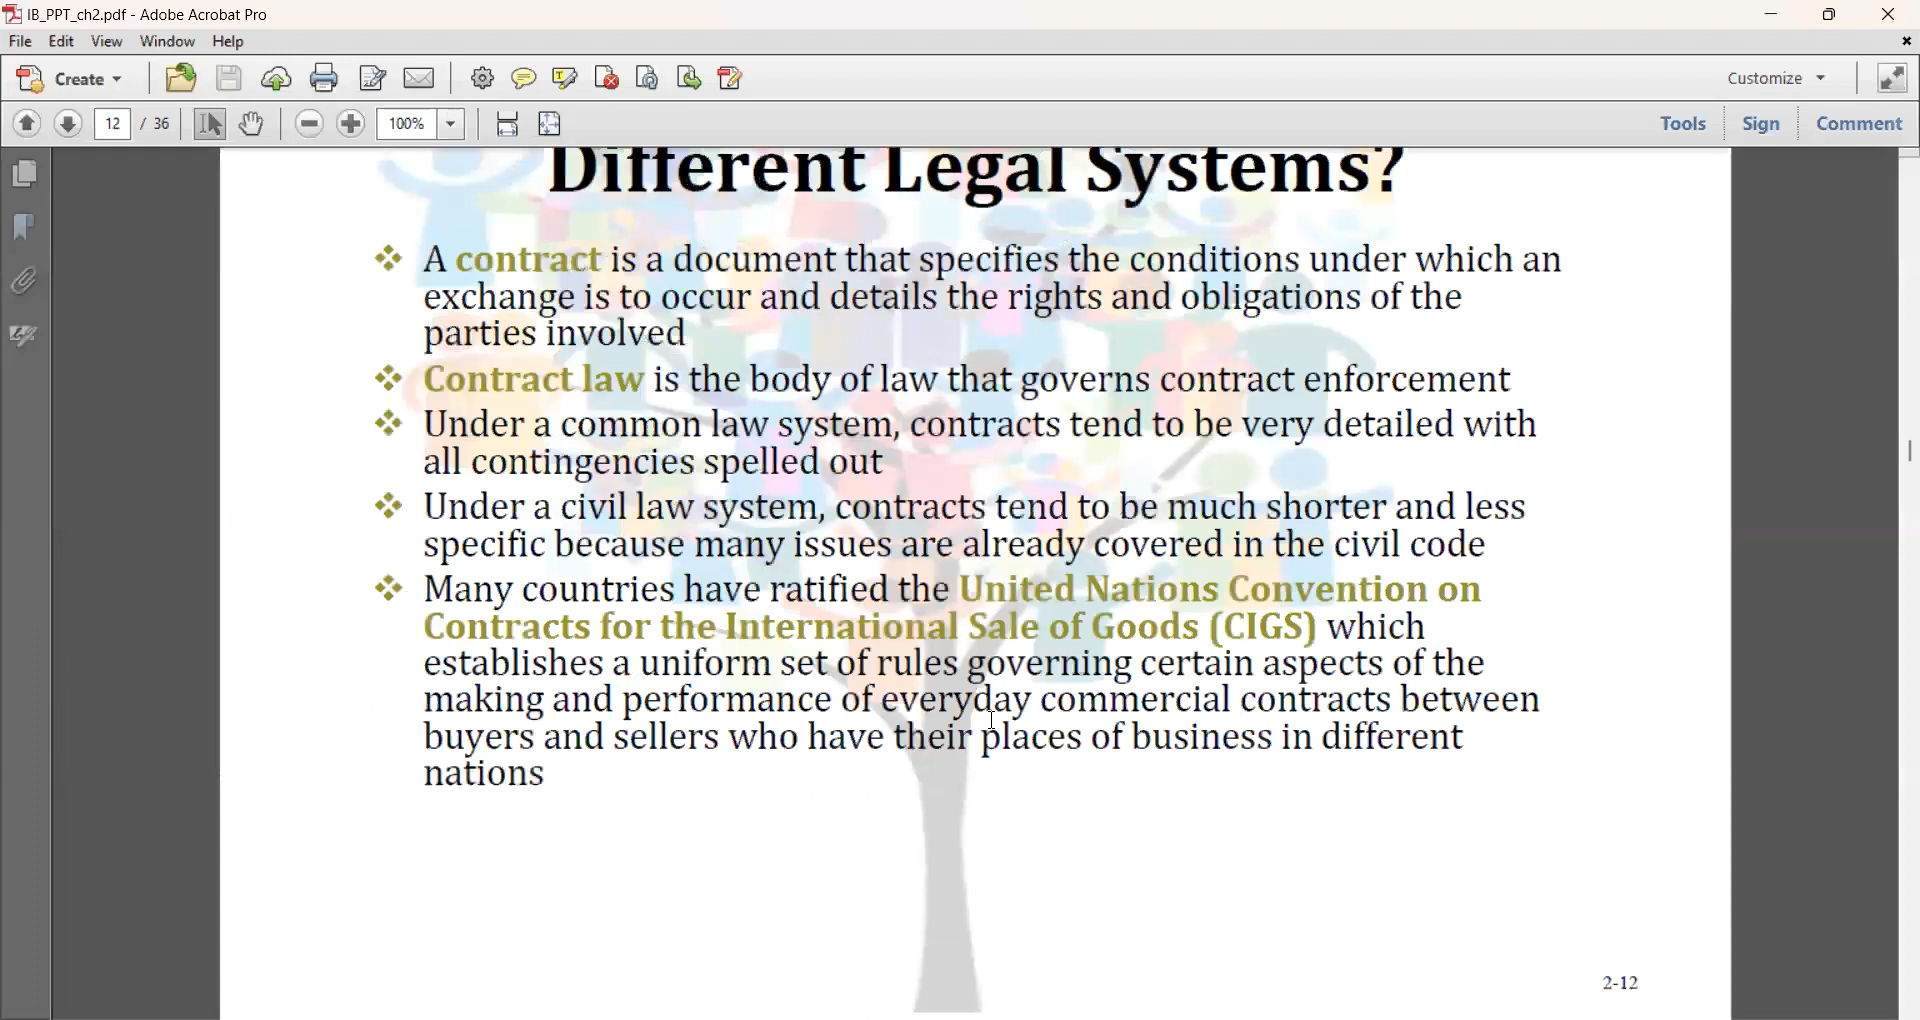 IB_PPT_ch2.pdf - Adobe Acrobat Pro
File Edit View Window Help
Create Customize
12 / 36 100% Tools Sign Comment
Different Legal Systems?
A contract is a document that specifies the conditions under which an
exchange is to occur and details the rights and obligations of the
parties involved
Contract law is the body of law that governs contract enforcement
Under a common law system, contracts tend to be very detailed with
all contingencies spelled out
Under a civil law system, contracts tend to be much shorter and less
specific because many issues are already covered in the civil code
Many countries have ratified the United Nations Convention on
Contracts for the International Sale of Goods (CIGS) which
establishes a uniform set of rules governing certain aspects of the
making and performance of everyday commercial contracts between
buyers and sellers who have their places of business in different
nations
2-12